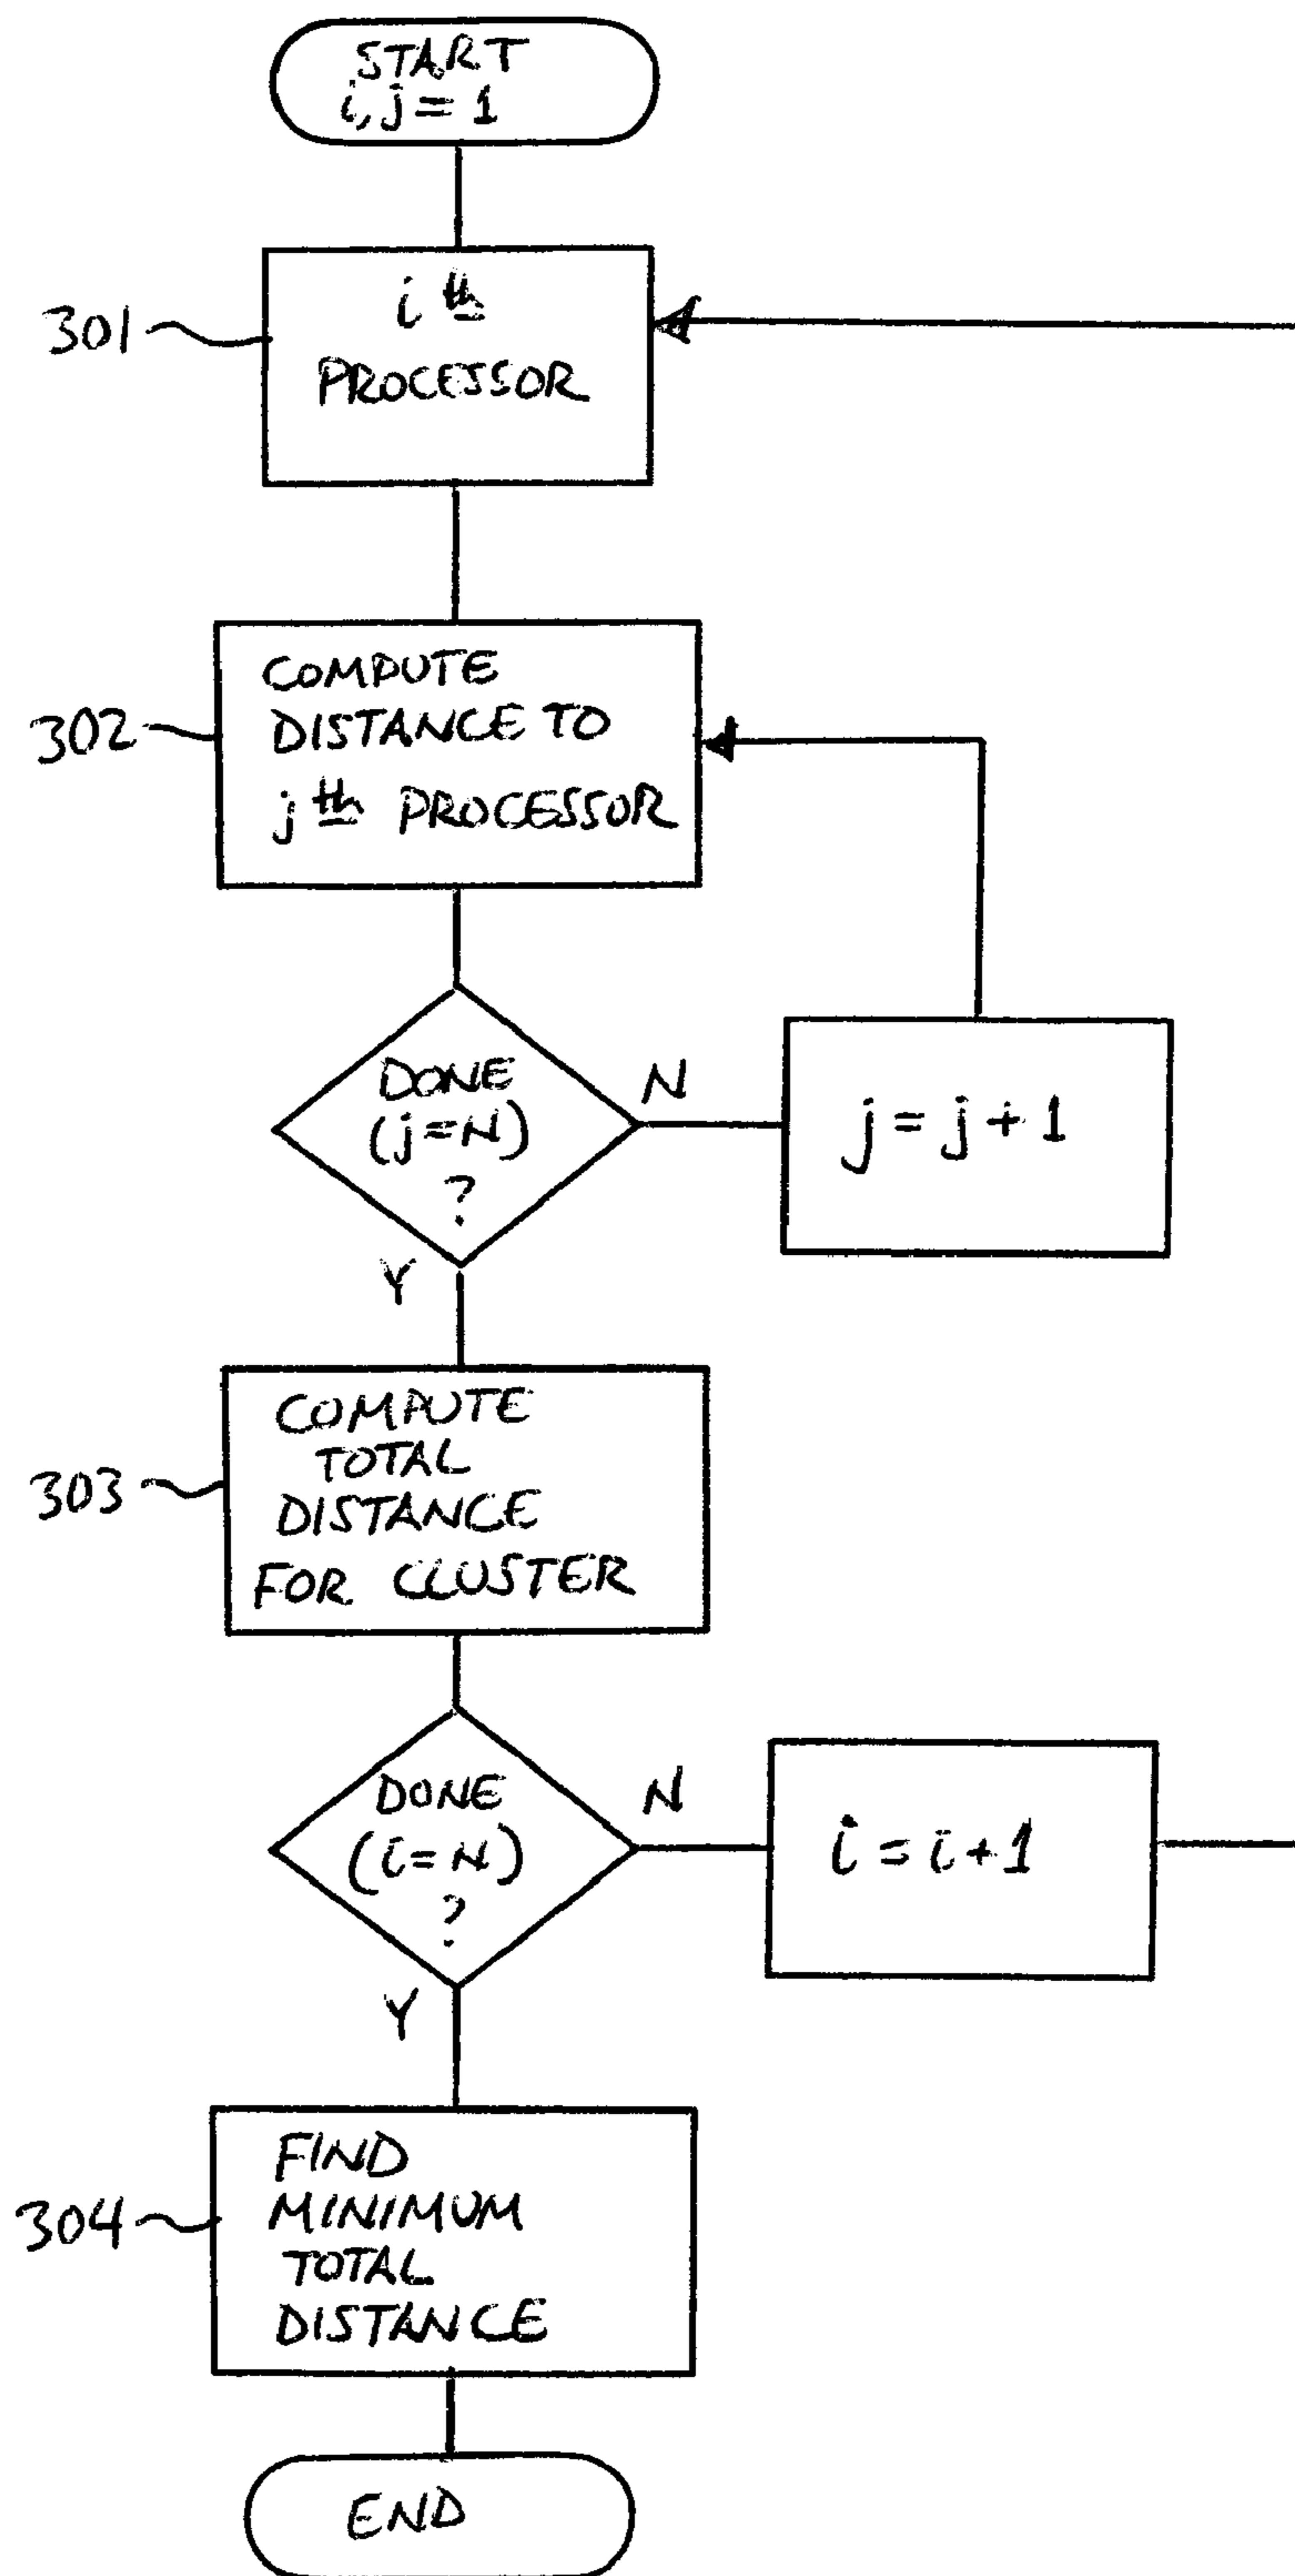 START
i, j = 1
301
i th
PROCESSOR
302
COMPUTE
DISTANCE TO
j th PROCESSOR
DONE
(j=N)
?
N
j = j + 1
Y
303
COMPUTE
TOTAL
DISTANCE
FOR CLUSTER
DONE
(i=N)
?
N
i = i+1
Y
304
FIND
MINIMUM
TOTAL
DISTANCE
END